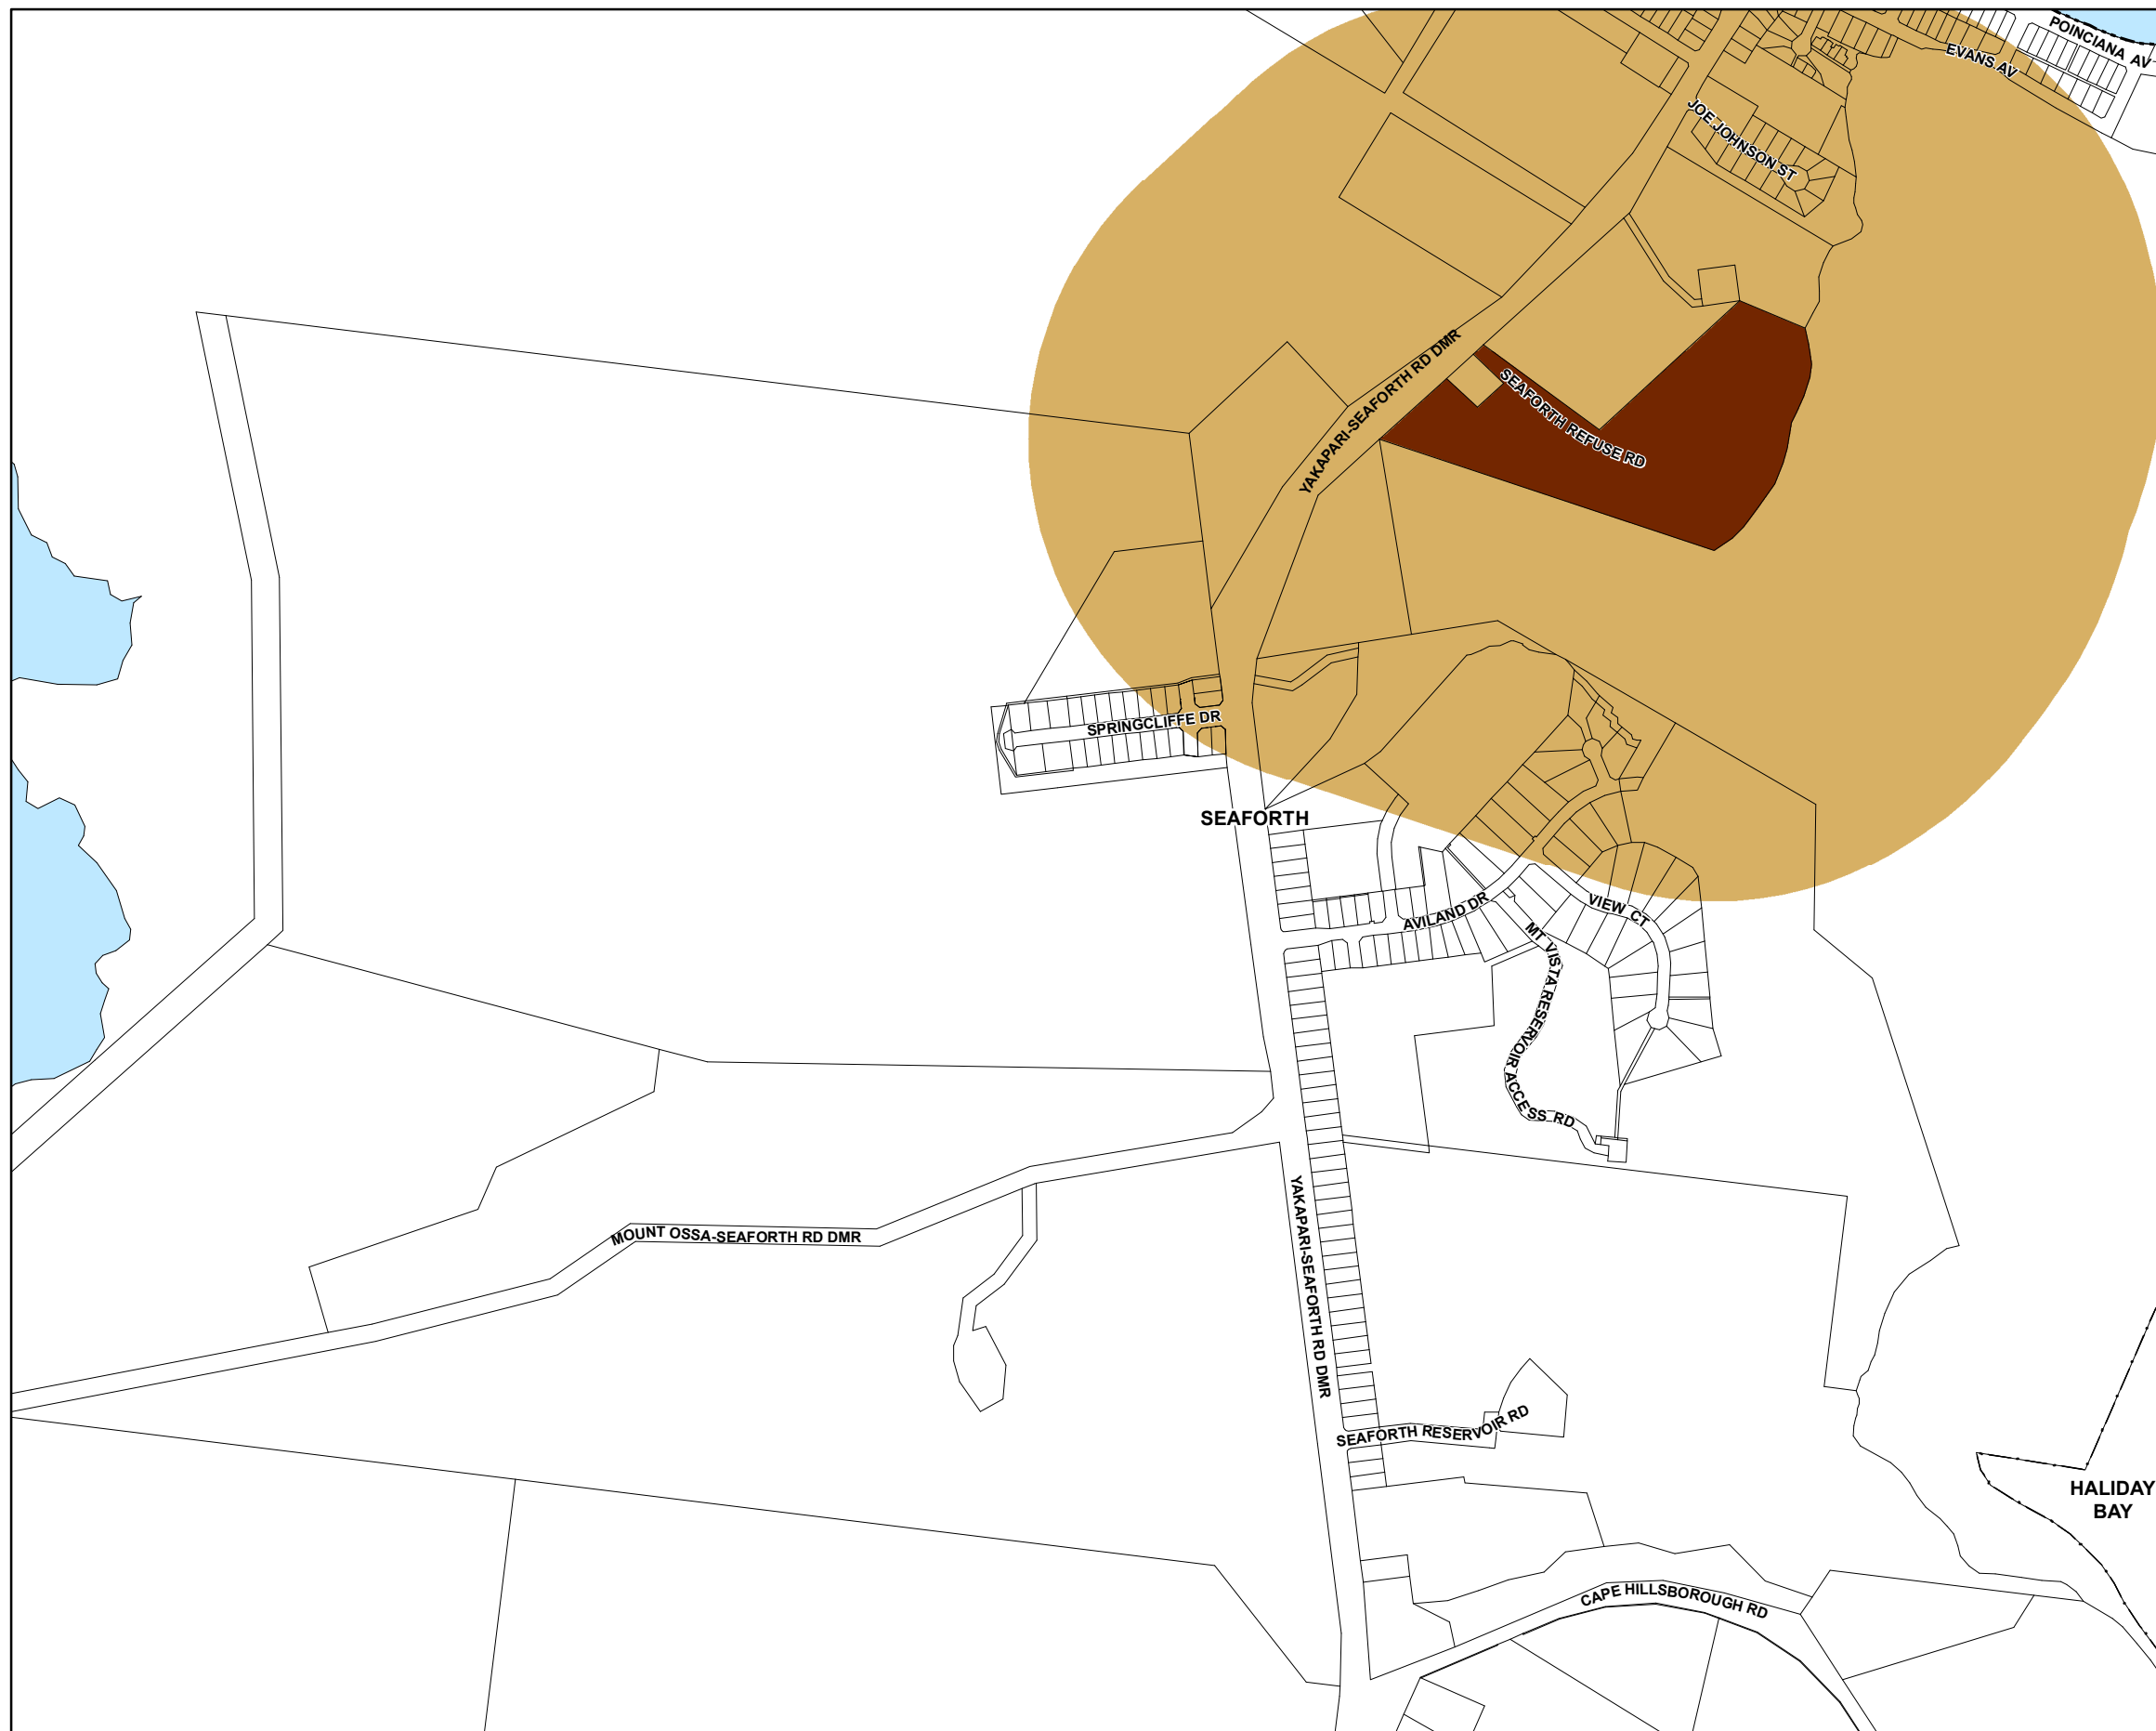 POINCIANA AV
EVANS AV
JOE JOHNSON ST
YAKAPARI-SEAFORTH RD DMR
SEAFORTH REFUSE RD
SPRINGCLIFFE DR
SEAFORTH
AVILAND DR
VIEW CT
MT VISTA RESERVOIR ACCESS RD
MOUNT OSSA-SEAFORTH RD DMR
YAKAPARI-SEAFORTH RD DMR
SEAFORTH RESERVOIR RD
HALIDAY
BAY
CAPE HILLSBOROUGH RD